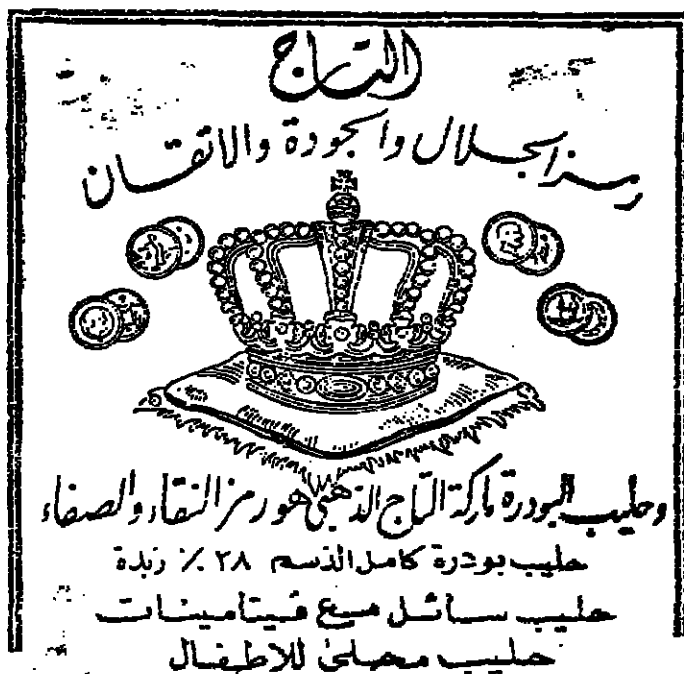 التاج
رمز الجلال والجودة والاتقان
وحليب البودرة ماركة التاج الذهبي هو رمز النقاء والصفاء
حليب بودرة كامل الدسم ٢٨ ٪ زبدة
حليب سائل مع فيتامينات
حليب محلى للاطفال